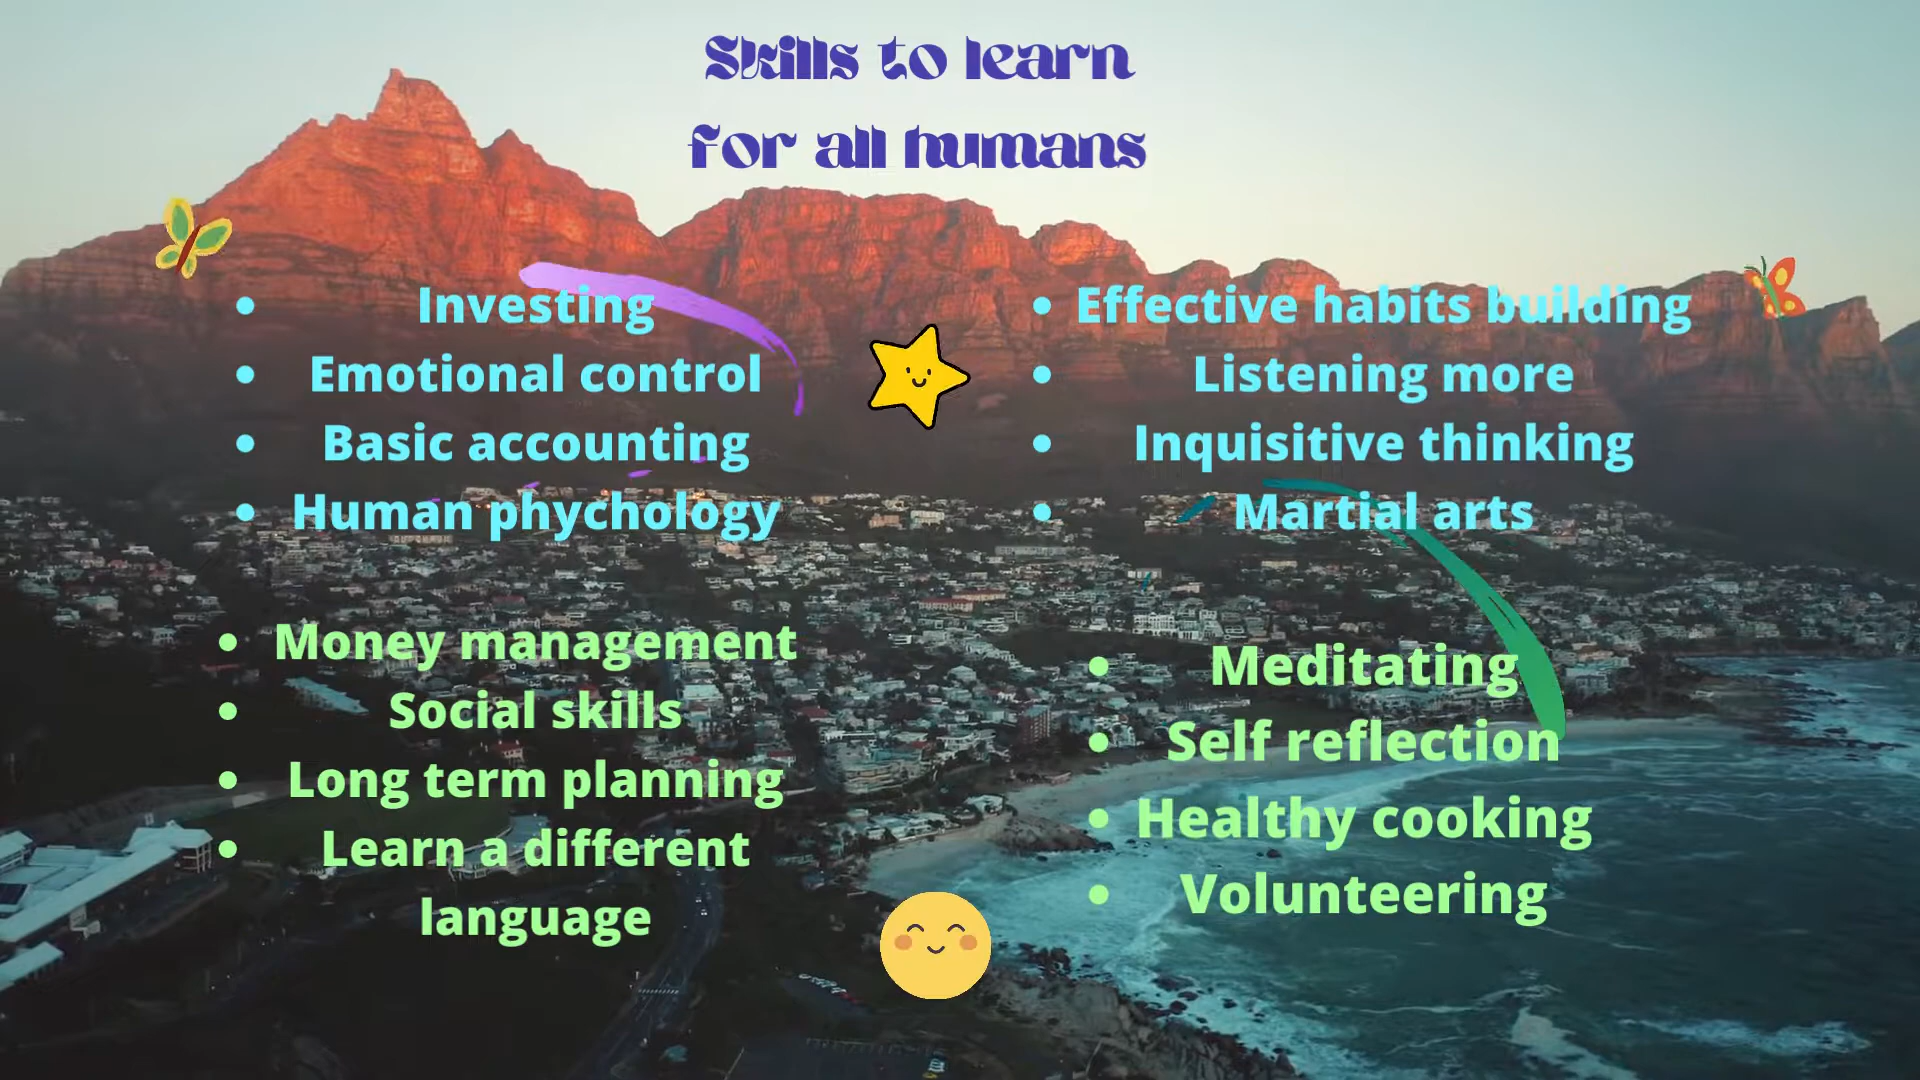 Skills to learn
for all humans
• Investing
• Emotional control
• Basic accounting
• Human phychology
• Effective habits building
• Listening more
• Inquisitive thinking
• Martial arts
• Money management
• Social skills
• Long term planning
• Learn a different
language
• Meditating
• Self reflection
• Healthy cooking
• Volunteering